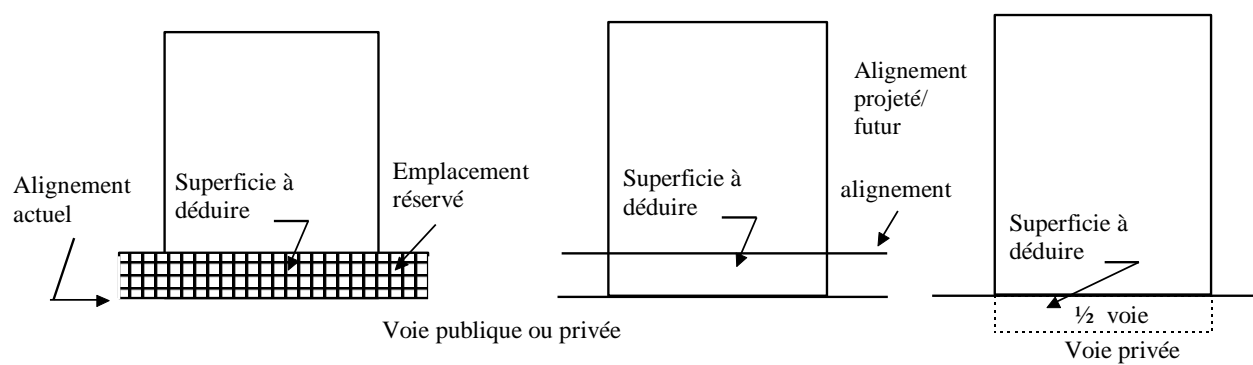 Alignement
actuel
Superficie à
déduire
Emplacement
réservé
Superficie à
déduire
Alignement
projeté/
futur
alignement
Superficie à
déduire
½ voie
Voie publique ou privée
Voie privée